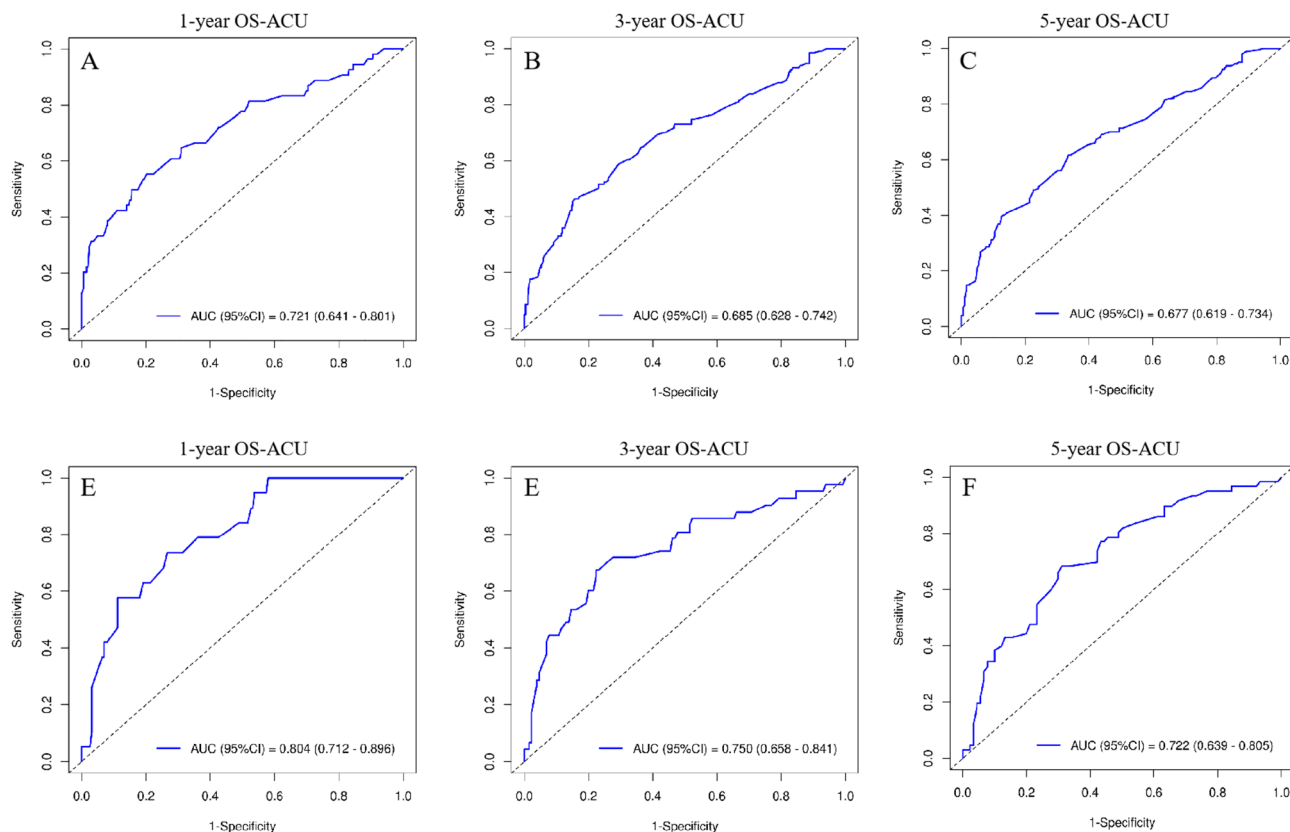 1-year OS-ACU
A
Sensitivity
0.0 0.2 0.4 0.6 0.8 1.0
AUC (95%CI) = 0.721 (0.641 - 0.801)
0.0 0.2 0.4 0.6 0.8 1.0
1-Specificity
3-year OS-ACU
B
Sensitivity
0.0 0.2 0.4 0.6 0.8 1.0
AUC (95%CI) = 0.685 (0.628 - 0.742)
0.0 0.2 0.4 0.6 0.8 1.0
1-Specificity
5-year OS-ACU
C
Sensitivity
0.0 0.2 0.4 0.6 0.8 1.0
AUC (95%CI) = 0.677 (0.619 - 0.734)
0.0 0.2 0.4 0.6 0.8 1.0
1-Specificity
1-year OS-ACU
E
Sensitivity
0.0 0.2 0.4 0.6 0.8 1.0
AUC (95%CI) = 0.804 (0.712 - 0.896)
0.0 0.2 0.4 0.6 0.8 1.0
1-Specificity
3-year OS-ACU
E
Sensitivity
0.0 0.2 0.4 0.6 0.8 1.0
AUC (95%CI) = 0.750 (0.658 - 0.841)
0.0 0.2 0.4 0.6 0.8 1.0
1-Specificity
5-year OS-ACU
F
Sensitivity
0.0 0.2 0.4 0.6 0.8 1.0
AUC (95%CI) = 0.722 (0.639 - 0.805)
0.0 0.2 0.4 0.6 0.8 1.0
1-Specificity